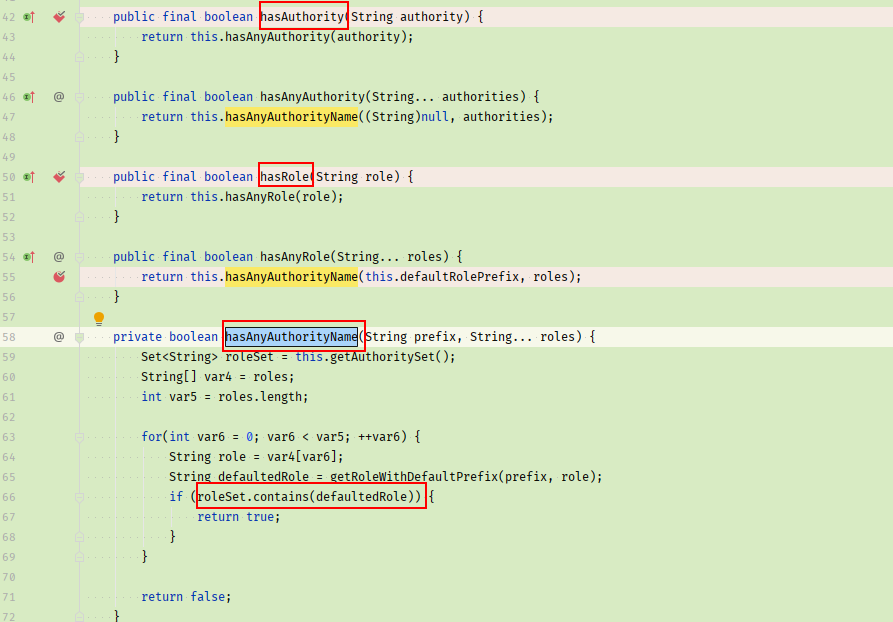 42 public final boolean hasAuthority(String authority) {
43 return this.hasAnyAuthority(authority);
44 }
45
46 @ public final boolean hasAnyAuthority(String... authorities) {
47 return this.hasAnyAuthorityName((String)null, authorities);
48 }
49
50 public final boolean hasRole(String role) {
51 return this.hasAnyRole(role);
52 }
53
54 @ public final boolean hasAnyRole(String... roles) {
55 return this.hasAnyAuthorityName(this.defaultRolePrefix, roles);
56 }
57
58 @ private boolean hasAnyAuthorityName(String prefix, String... roles) {
59 Set<String> roleSet = this.getAuthoritySet();
60 String[] var4 = roles;
61 int var5 = roles.length;
62
63 for(int var6 = 0; var6 < var5; ++var6) {
64 String role = var4[var6];
65 String defaultedRole = getRoleWithDefaultPrefix(prefix, role);
66 if (roleSet.contains(defaultedRole)) {
67 return true;
68 }
69 }
70
71 return false;
72 }